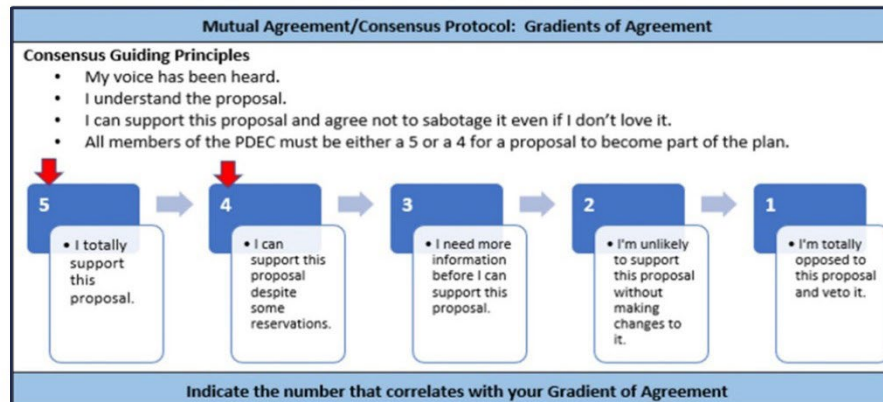 Mutual Agreement/Consensus Protocol: Gradients of Agreement
Consensus Guiding Principles
• My voice has been heard.
• I understand the proposal.
• I can support this proposal and agree not to sabotage it even if I don't love it.
• All members of the PDEC must be either a 5 or a 4 for a proposal to become part of the plan.
5
• I totally
support
this
proposal.
4
• I can
support this
proposal
despite
some
reservations.
3
• I need more
information
before I can
support this
proposal.
2
• I'm unlikely
to support
this proposal
without
making
changes to
it.
1
• I'm totally
opposed to
this proposal
and veto it.
Indicate the number that correlates with your Gradient of Agreement